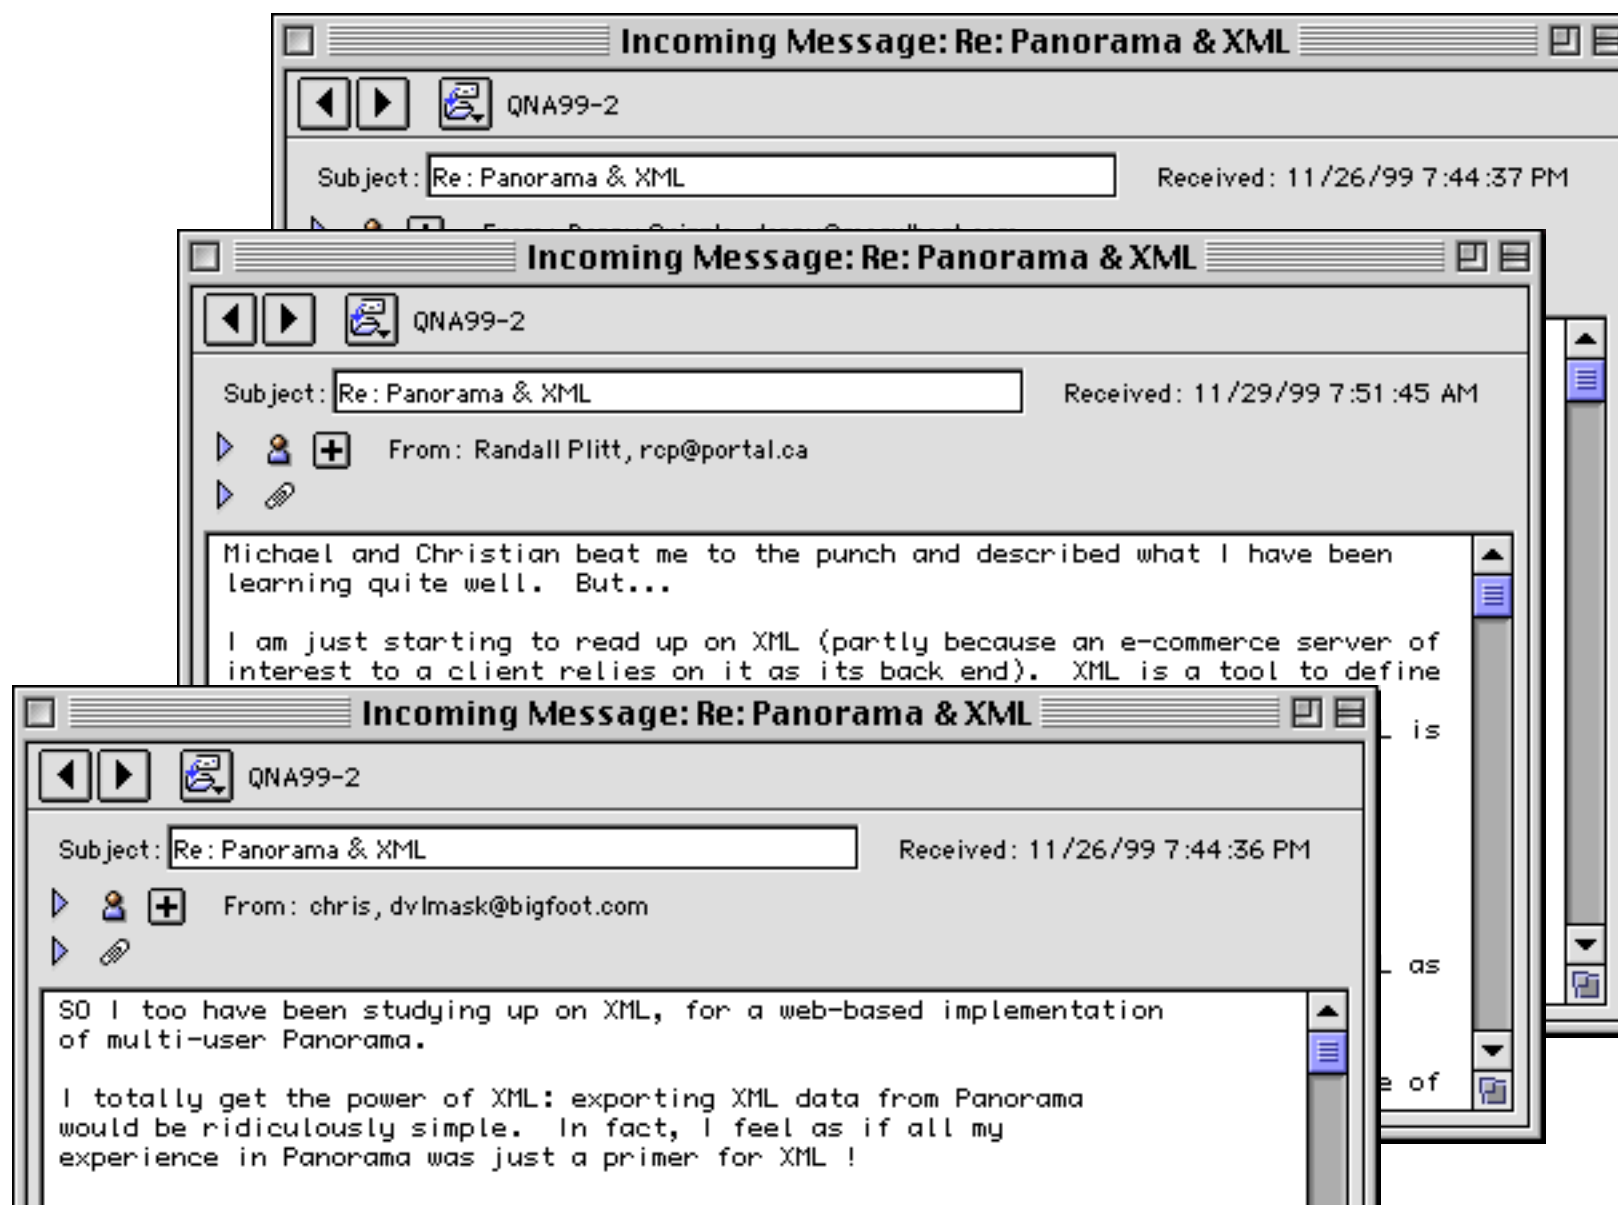 Incoming Message: Re: Panorama & XML
QNA99-2
Subject: Re: Panorama & XML Received: 11/26/99 7:44:37 PM
Incoming Message: Re: Panorama & XML
QNA99-2
Subject: Re: Panorama & XML Received: 11/29/99 7:51:45 AM
From: Randall Plitt, rcp@portal.ca
Michael and Christian beat me to the punch and described what I have been
learning quite well. But...
I am just starting to read up on XML (partly because an e-commerce server of
interest to a client relies on it as its back end). XML is a tool to define
is
as
of
Incoming Message: Re: Panorama & XML
QNA99-2
Subject: Re: Panorama & XML Received: 11/26/99 7:44:36 PM
From: chris, dvlmask@bigfoot.com
SO I too have been studying up on XML, for a web-based implementation
of multi-user Panorama.
I totally get the power of XML: exporting XML data from Panorama
would be ridiculously simple. In fact, I feel as if all my
experience in Panorama was just a primer for XML !